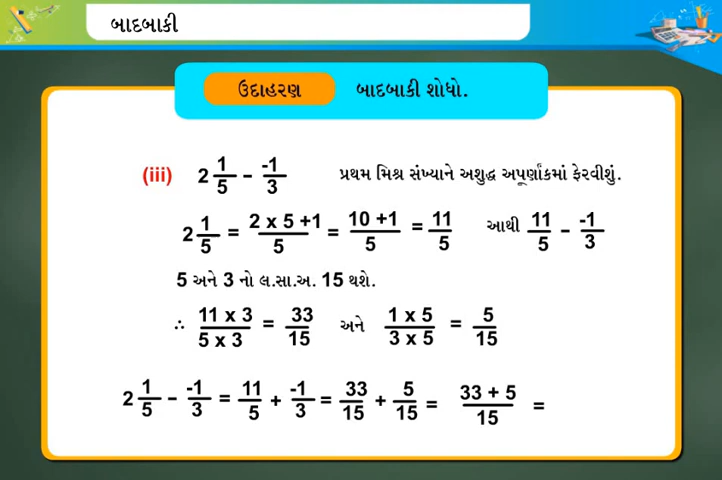 બાદબાકી
ઉદાહરણ બાદબાકી શોધો.
(iii) 2 1/5 - -1/3 પ્રથમ મિશ્ર સંખ્યાને અશુદ્ધ અપૂર્ણાંકમાં ફેરવીશું.
2 1/5 = 2 x 5 +1/5 = 10 +1/5 = 11/5 આથી 11/5 - -1/3
5 અને 3 નો લ.સા.અ. 15 થશે.
∴ 11 x 3/5 x 3 = 33/15 અને 1 x 5/3 x 5 = 5/15
2 1/5 - -1/3 = 11/5 + -1/3 = 33/15 + 5/15 = 33 + 5/15 =